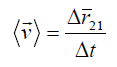 ⟨v⃗⟩ = Δr⃗₂₁ / Δt